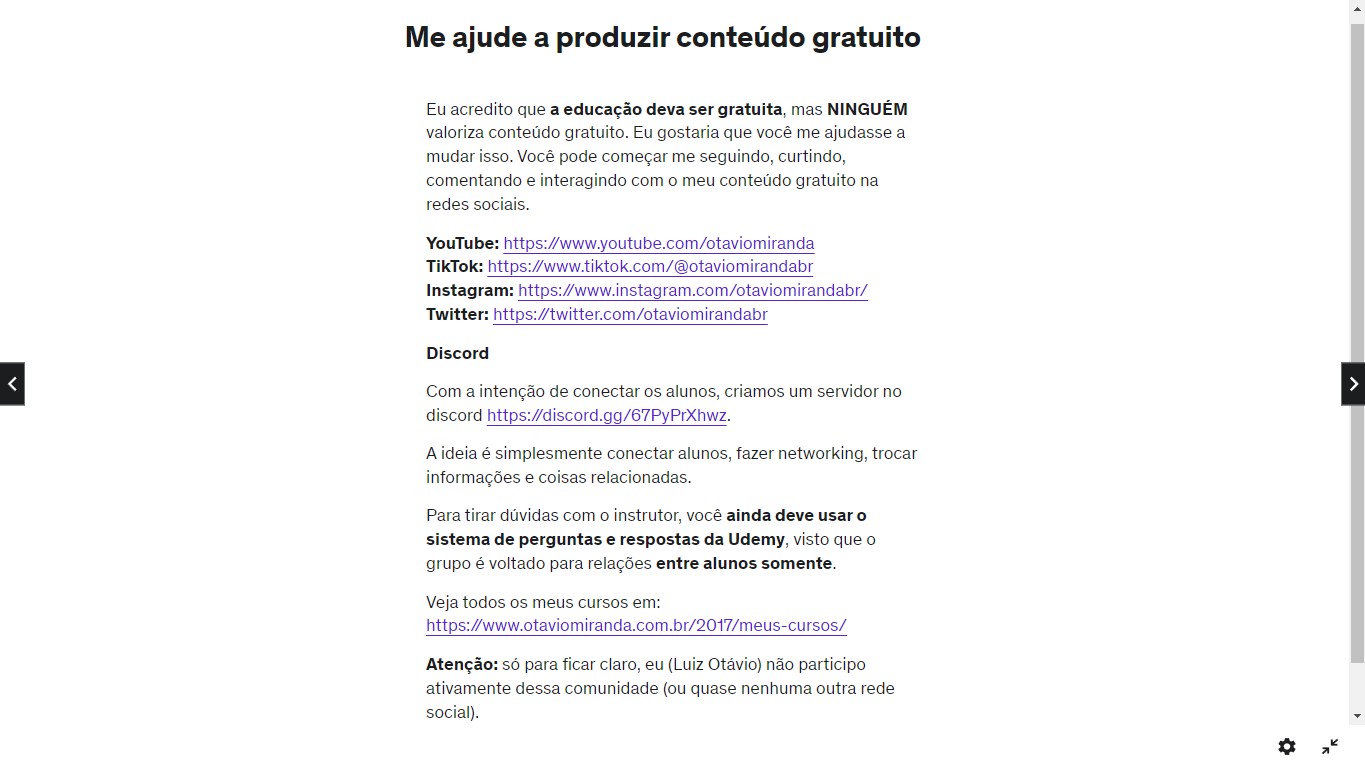 Me ajude a produzir conteúdo gratuito
Eu acredito que a educação deva ser gratuita, mas NINGUÉM
valoriza conteúdo gratuito. Eu gostaria que você me ajudasse a
mudar isso. Você pode começar me seguindo, curtindo,
comentando e interagindo com o meu conteúdo gratuito na
redes sociais.
YouTube: https://www.youtube.com/otaviomiranda
TikTok: https://www.tiktok.com/@otaviomirandabr
Instagram: https://www.instagram.com/otaviomirandabr/
Twitter: https://twitter.com/otaviomirandabr
Discord
Com a intenção de conectar os alunos, criamos um servidor no
discord https://discord.gg/67PyPrXhwz.
A ideia é simplesmente conectar alunos, fazer networking, trocar
informações e coisas relacionadas.
Para tirar dúvidas com o instrutor, você ainda deve usar o
sistema de perguntas e respostas da Udemy, visto que o
grupo é voltado para relações entre alunos somente.
Veja todos os meus cursos em:
https://www.otaviomiranda.com.br/2017/meus-cursos/
Atenção: só para ficar claro, eu (Luiz Otávio) não participo
ativamente dessa comunidade (ou quase nenhuma outra rede
social).